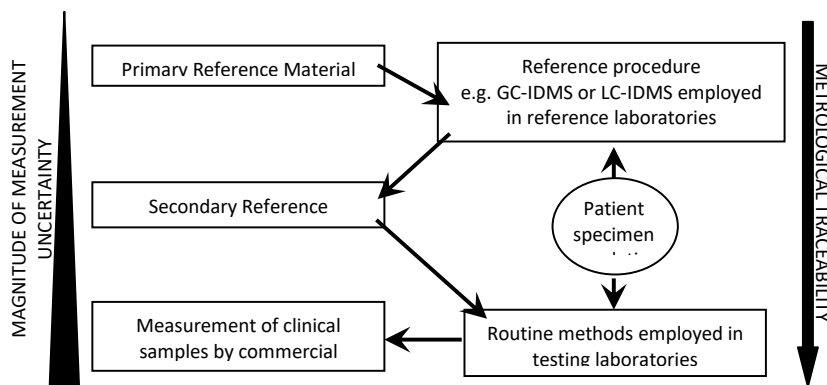 MAGNITUDE OF MEASUREMENT
UNCERTAINTY
Primary Reference Material
Reference procedure
e.g. GC-IDMS or LC-IDMS employed
in reference laboratories
Secondary Reference
Patient
specimen
Measurement of clinical
samples by commercial
Routine methods employed in
testing laboratories
METROLOGICAL TRACEABILITY